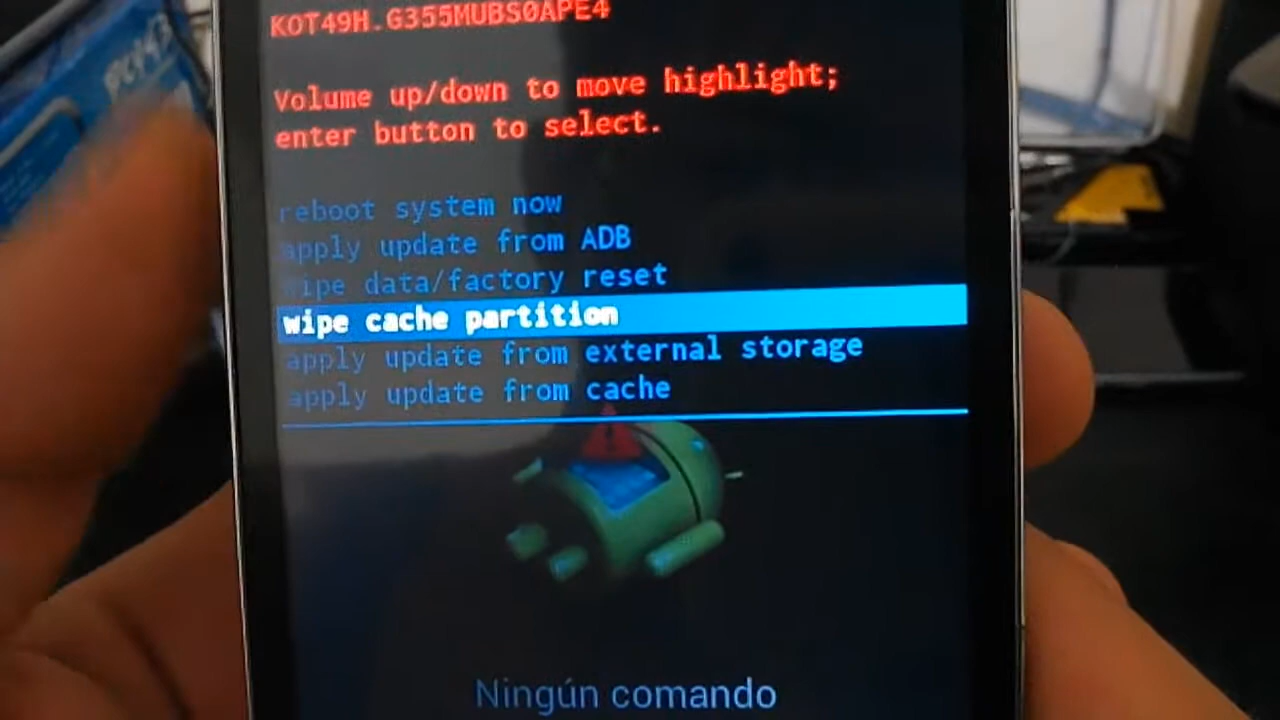 KOT49H.G355MUBS0APE4
Volume up/down to move highlight;
enter button to select.
reboot system now
apply update from ADB
wipe data/factory reset
wipe cache partition
apply update from external storage
apply update from cache
Ningún comando